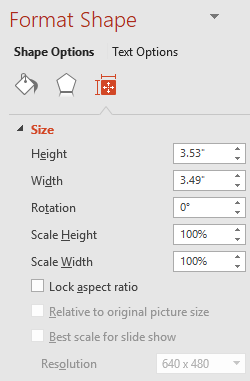 Format Shape
Shape Options Text Options
Size
Height 3.53"
Width 3.49"
Rotation 0°
Scale Height 100%
Scale Width 100%
Lock aspect ratio
Relative to original picture size
Best scale for slide show
Resolution 640 x 480